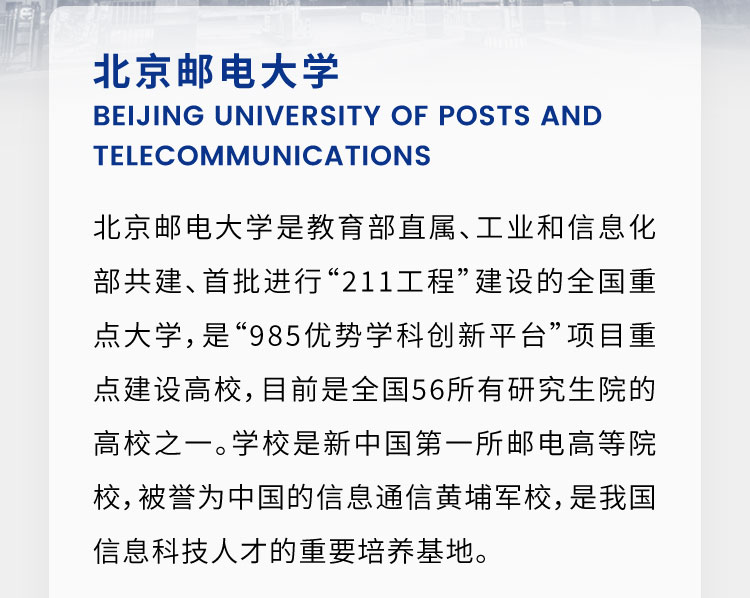 北京邮电大学
BEIJING UNIVERSITY OF POSTS AND
TELECOMMUNICATIONS
北京邮电大学是教育部直属、工业和信息化
部共建、首批进行“211工程”建设的全国重
点大学，是“985优势学科创新平台”项目重
点建设高校，目前是全国56所有研究生院的
高校之一。学校是新中国第一所邮电高等院
校，被誉为中国的信息通信黄埔军校，是我国
信息科技人才的重要培养基地。